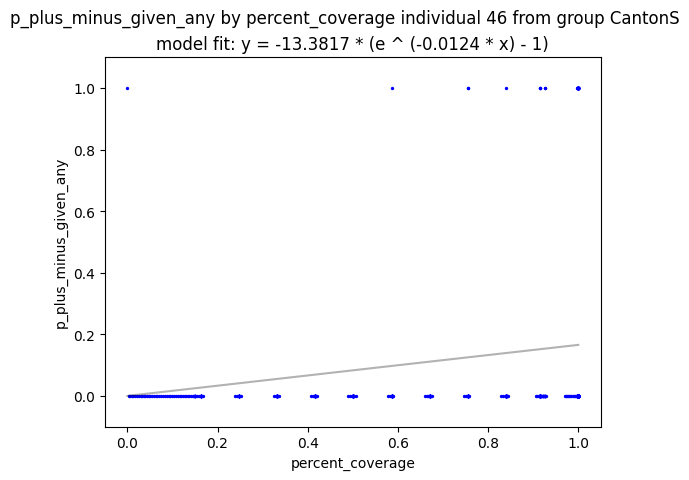 p_plus_minus_given_any by percent_coverage individual 46 from group CantonS
model fit: y = -13.3817 * (e ^ (-0.0124 * x) - 1)
1.0
0.8
0.6
0.4
0.2
0.0
p_plus_minus_given_any
0.0 0.2 0.4 0.6 0.8 1.0
percent_coverage